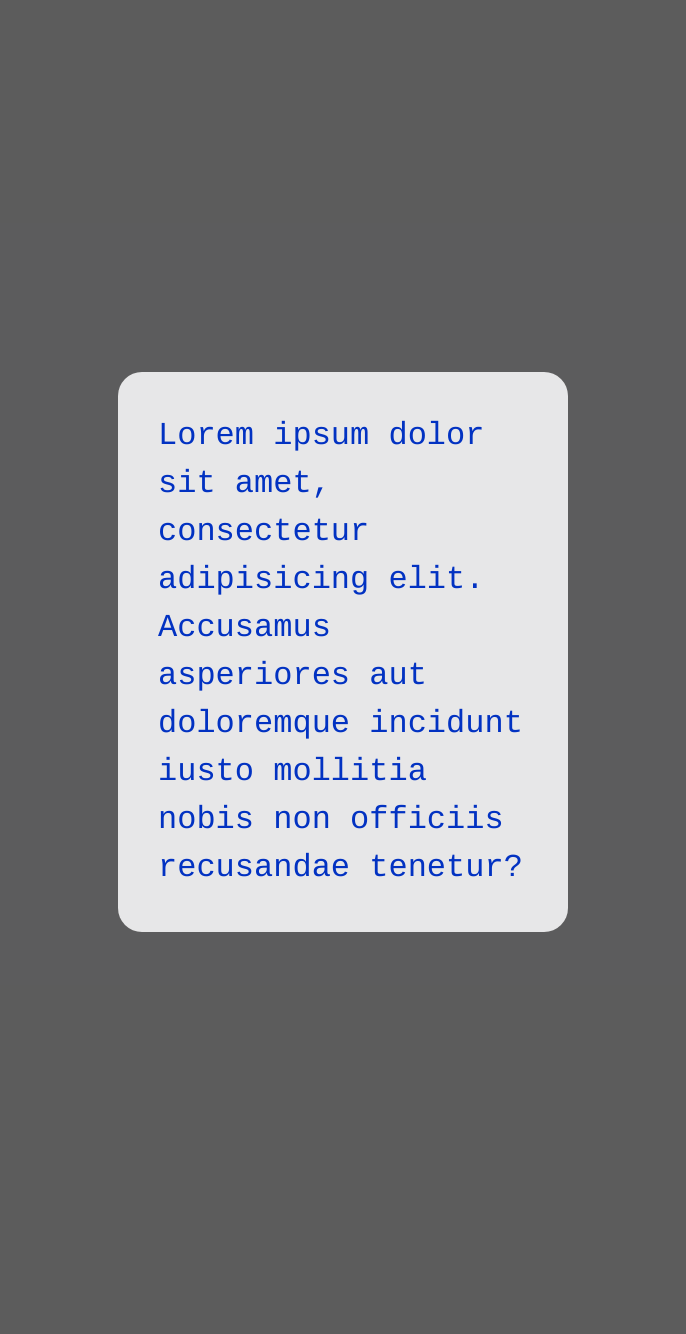 Lorem ipsum dolor
sit amet,
consectetur
adipisicing elit.
Accusamus
asperiores aut
doloremque incidunt
iusto mollitia
nobis non officiis
recusandae tenetur?